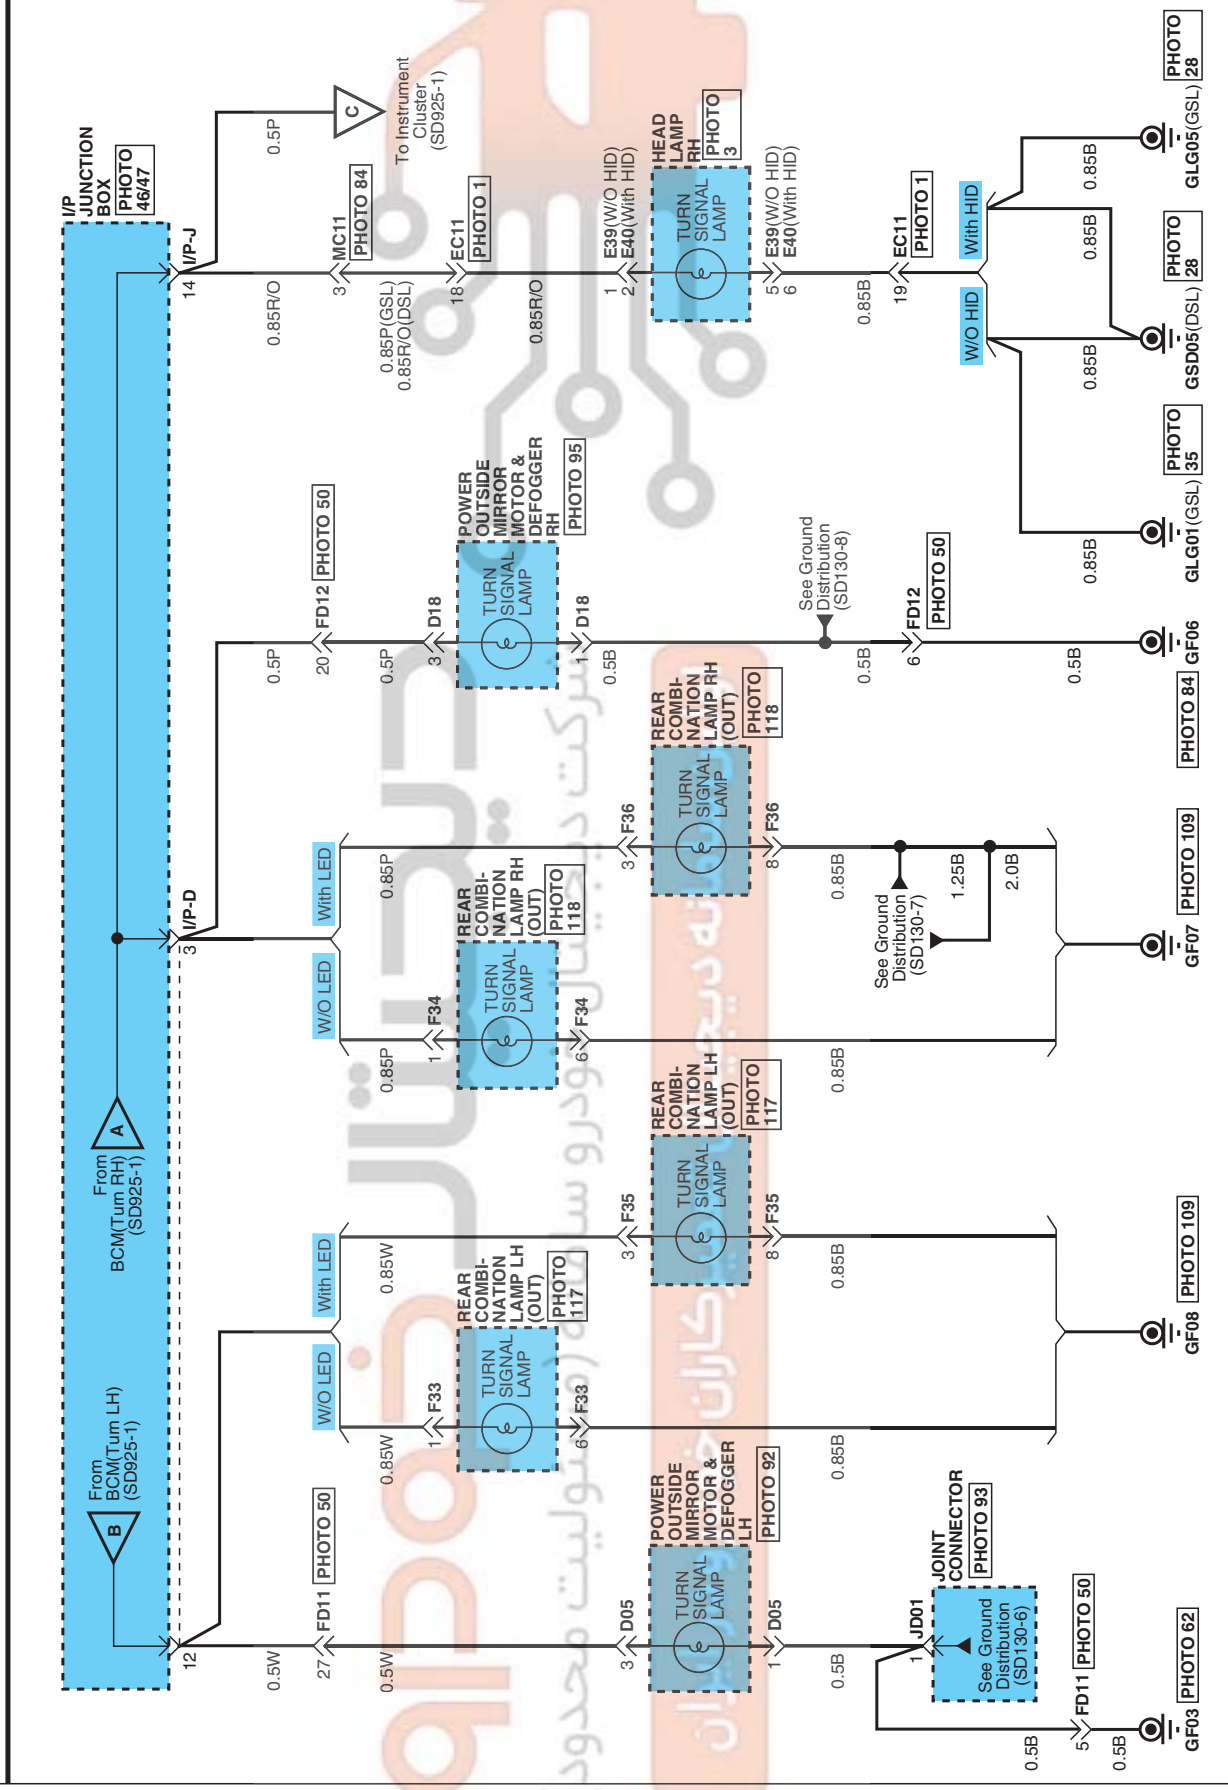 I/P
JUNCTION
BOX
PHOTO
46/47
From
BCM(Turn LH)
(SD925-1)
B
From
BCM(Turn RH)
(SD925-1)
A
12
3
I/P-D
14
I/P-J
0.5P
C
To Instrument
Cluster
(SD925-1)
0.5W
27
FD11
PHOTO 50
0.5W
3
D05
POWER
OUTSIDE
MIRROR
MOTOR &
DEFOGGER
LH
PHOTO 92
TURN
SIGNAL
LAMP
1
D05
0.5B
1
JD01
JOINT
CONNECTOR
PHOTO 93
See Ground
Distribution
(SD130-6)
0.5B
5
FD11
PHOTO 50
0.5B
GF03
PHOTO 62
W/O LED
With LED
0.85W
0.85W
1
F33
REAR
COMBI-
NATION
LAMP LH
(OUT)
PHOTO
117
TURN
SIGNAL
LAMP
6
F33
0.85B
3
F35
REAR
COMBI-
NATION
LAMP LH
(OUT)
PHOTO
117
TURN
SIGNAL
LAMP
8
F35
0.85B
GF08
PHOTO 109
W/O LED
With LED
0.85P
0.85P
1
F34
REAR
COMBI-
NATION
LAMP RH
(OUT)
PHOTO
118
TURN
SIGNAL
LAMP
6
F34
0.85B
3
F36
REAR
COMBI-
NATION
LAMP RH
(OUT)
PHOTO
118
TURN
SIGNAL
LAMP
8
F36
0.85B
See Ground
Distribution
(SD130-7)
1.25B
2.0B
GF07
PHOTO 109
0.5P
20
FD12
PHOTO 50
0.5P
3
D18
POWER
OUTSIDE
MIRROR
MOTOR &
DEFOGGER
RH
PHOTO 95
TURN
SIGNAL
LAMP
1
D18
0.5B
See Ground
Distribution
(SD130-8)
0.5B
6
FD12
PHOTO 50
0.5B
GF06
PHOTO 84
0.85R/O
3
MC11
PHOTO 84
0.85P(GSL)
0.85R/O(DSL)
18
EC11
PHOTO 1
0.85R/O
1
2
E39(W/O HID)
E40(With HID)
HEAD
LAMP
RH
PHOTO
3
TURN
SIGNAL
LAMP
5
6
E39(W/O HID)
E40(With HID)
0.85B
19
EC11
PHOTO 1
W/O HID
With HID
0.85B
0.85B
0.85B
0.85B
GLG01(GSL)
PHOTO
35
GSD05(DSL)
PHOTO
28
GLG05(GSL)
PHOTO
28
شرکت دیجیتال خودرو سامانه (مسئولیت محدود)